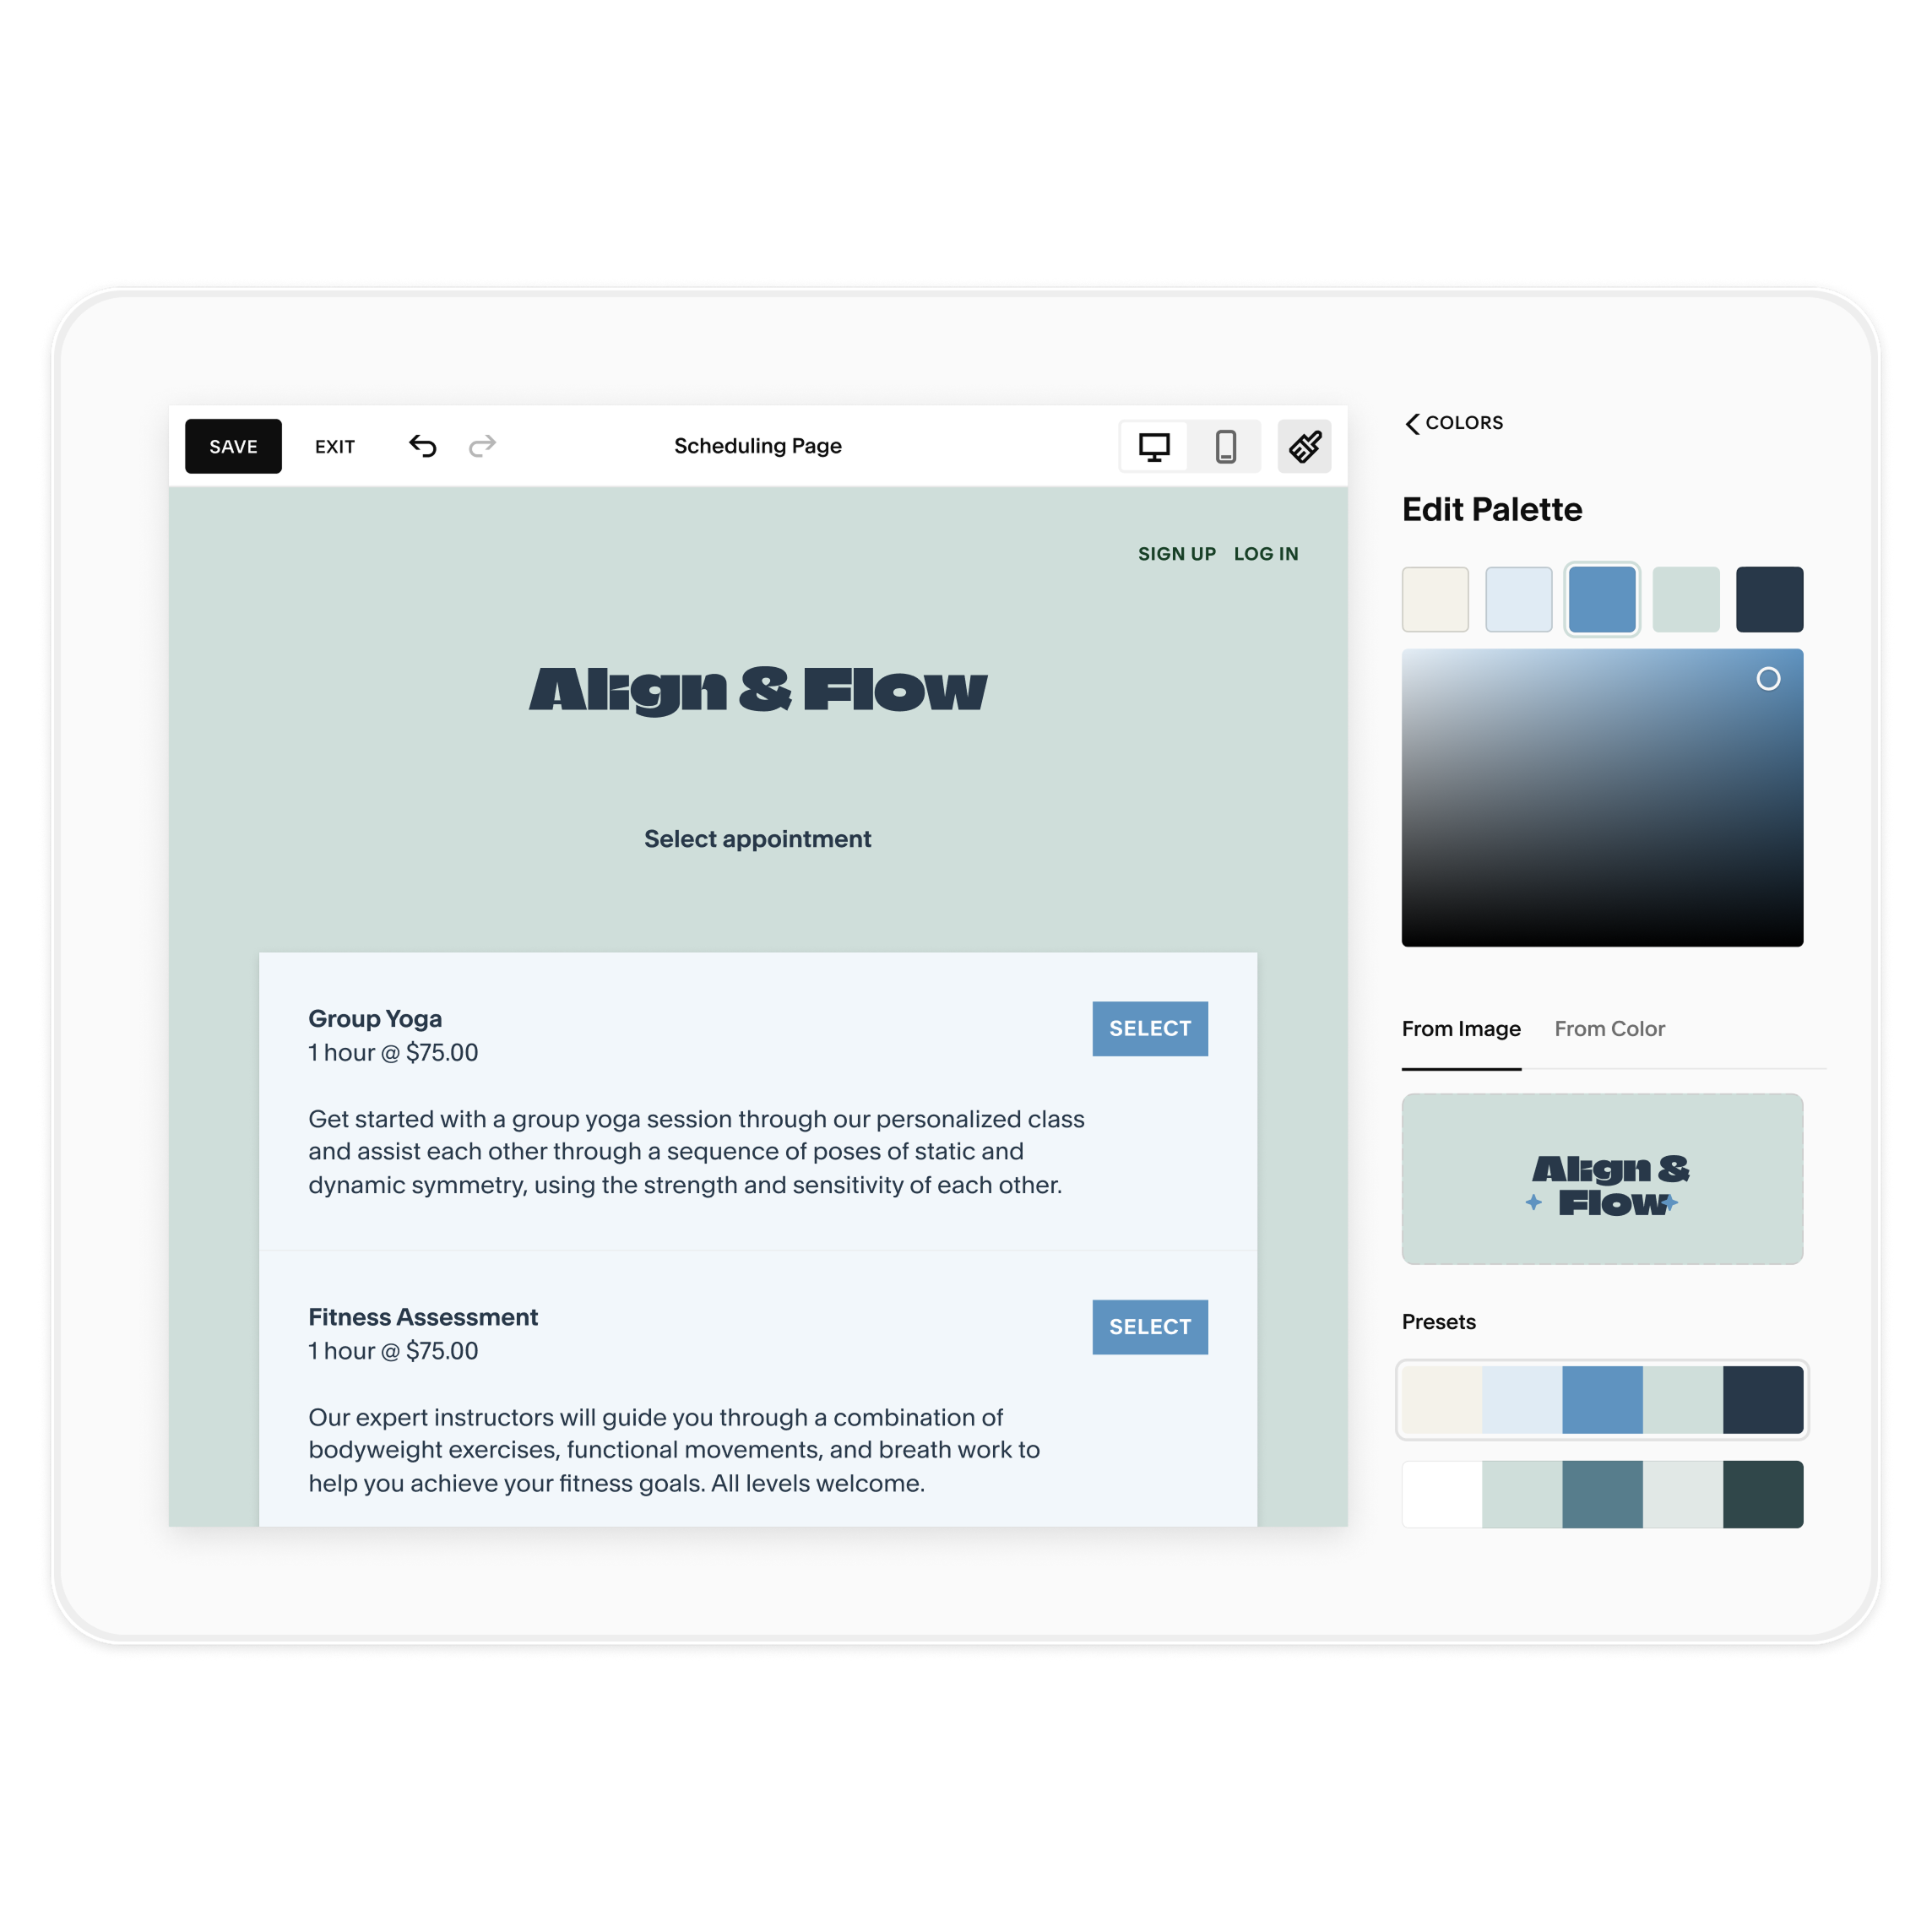 SAVE EXIT Scheduling Page
SIGN UP LOG IN
Align & Flow
Select appointment
Group Yoga
1 hour @ $75.00
SELECT
Get started with a group yoga session through our personalized class
and assist each other through a sequence of poses of static and
dynamic symmetry, using the strength and sensitivity of each other.
Fitness Assessment
1 hour @ $75.00
SELECT
Our expert instructors will guide you through a combination of
bodyweight exercises, functional movements, and breath work to
help you achieve your fitness goals. All levels welcome.
COLORS
Edit Palette
From Image From Color
Align &
Flow
Presets